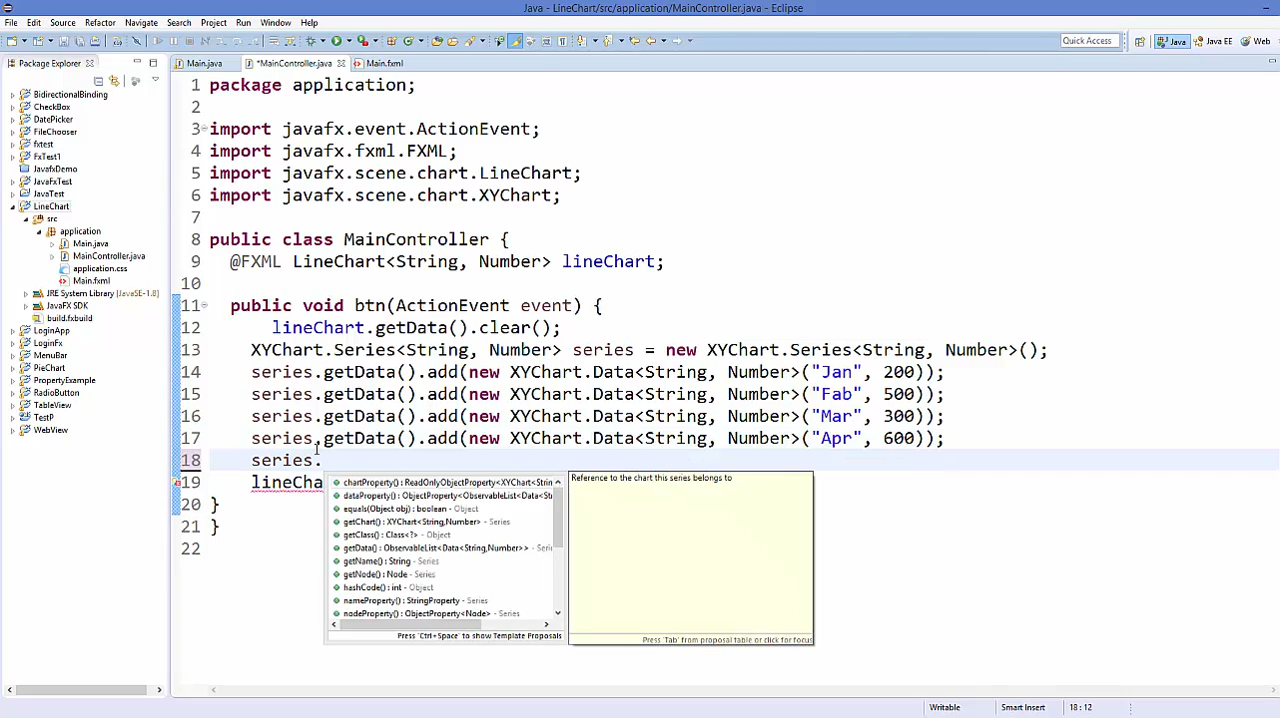 Java - LineChart/src/application/MainController.java - Eclipse
File Edit Source Refactor Navigate Search Project Run Window Help
Quick Access Java Java EE Web
Package Explorer
Main.java *MainController.java Main.fxml
BidirectionalBinding
CheckBox
DatePicker
FileChooser
fxtest
FxTest1
JavafxDemo
JavaFxTest
JavaTest
LineChart
src
application
Main.java
MainController.java
application.css
Main.fxml
JRE System Library [JavaSE-1.8]
JavaFX SDK
build.fxbuild
LoginApp
LoginFx
MenuBar
PieChart
PropertyExample
RadioButton
TableView
TestP
WebView
1 package application;
2
3 import javafx.event.ActionEvent;
4 import javafx.fxml.FXML;
5 import javafx.scene.chart.LineChart;
6 import javafx.scene.chart.XYChart;
7
8 public class MainController {
9 @FXML LineChart<String, Number> lineChart;
10
11 public void btn(ActionEvent event) {
12 lineChart.getData().clear();
13 XYChart.Series<String, Number> series = new XYChart.Series<String, Number>();
14 series.getData().add(new XYChart.Data<String, Number>("Jan", 200));
15 series.getData().add(new XYChart.Data<String, Number>("Fab", 500));
16 series.getData().add(new XYChart.Data<String, Number>("Mar", 300));
17 series.getData().add(new XYChart.Data<String, Number>("Apr", 600));
18 series.
19 lineCha
20 }
21 }
22
chartProperty() : ReadOnlyObjectProperty<XYChart<Strin
dataProperty() : ObjectProperty<ObservableList<Data<St
equals(Object obj) : boolean - Object
getChart() : XYChart<String,Number> - Series
getClass() : Class<?> - Object
getData() : ObservableList<Data<String,Number>> - Seri
getName() : String - Series
getNode() : Node - Series
hashCode() : int - Object
nameProperty() : StringProperty - Series
nodeProperty() : ObjectProperty<Node> - Series
Press 'Ctrl+Space' to show Template Proposals
Reference to the chart this series belongs to
Press 'Tab' from proposal table or click for focus
Writable Smart Insert 18 : 12